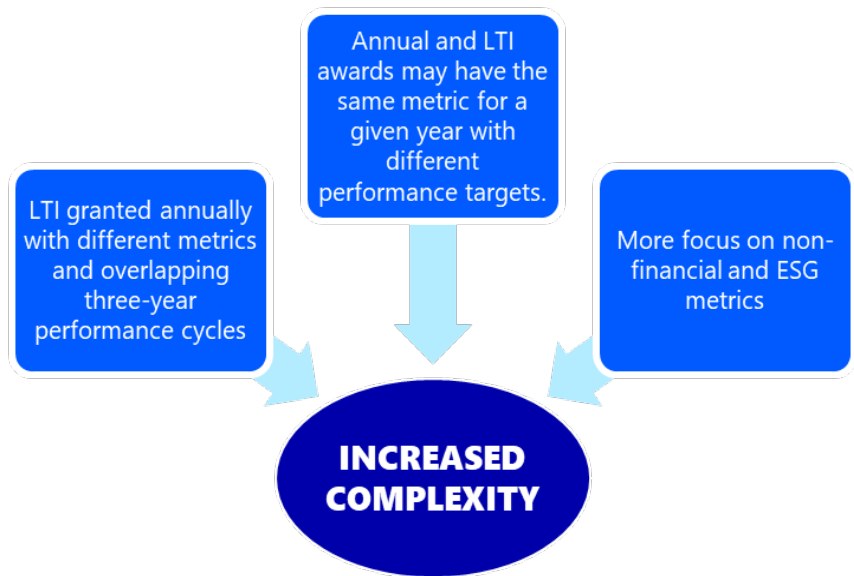 Annual and LTI
awards may have the
same metric for a
given year with
different
performance targets.
LTI granted annually
with different metrics
and overlapping
three-year
performance cycles
More focus on non-
financial and ESG
metrics
INCREASED
COMPLEXITY